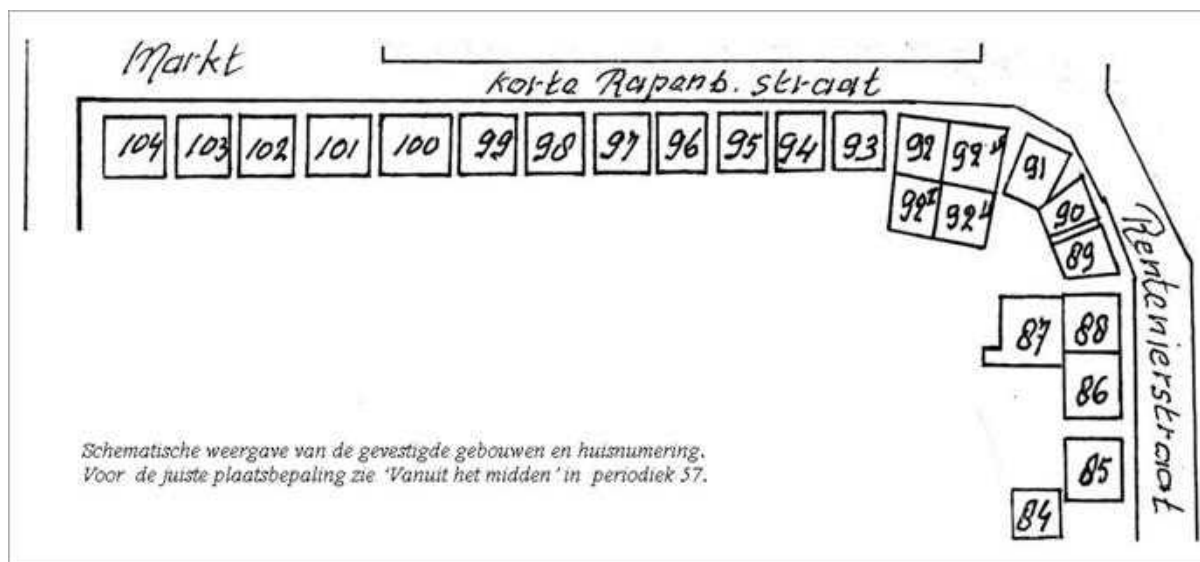 Markt
Korte Rapenb. straat
104 103 102 101 100 99 98 97 96 95 94 93 92
91
90
89
87 88
86
85
84
Rentenierstraat
Schematische weergave van de gevestigde gebouwen en huisnumering.
Voor de juiste plaatsbepaling zie 'Vanuit het midden' in periodiek 57.